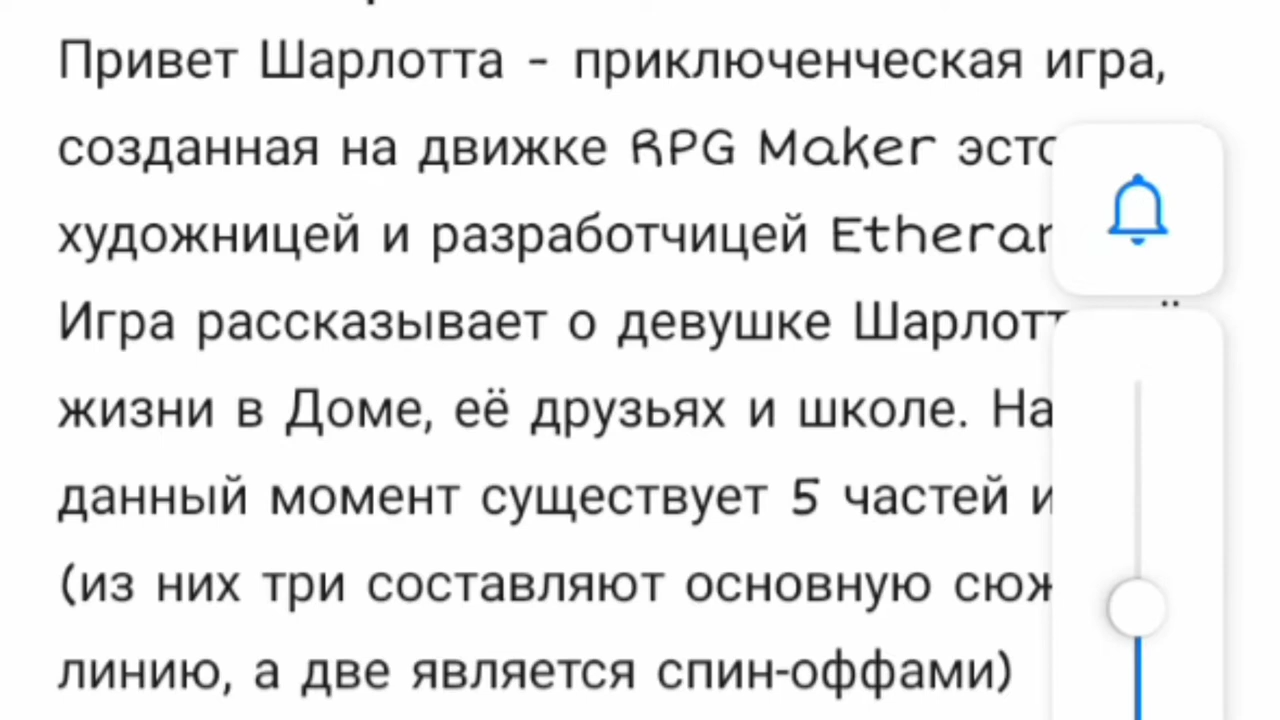 Привет Шарлотта - приключенческая игра,
созданная на движке RPG Maker
художницей и разработчицей
Игра рассказывает о девушке
жизни в Доме, её друзьях и школе. На
данный момент существует 5 частей
(из них три составляют основную
линию, а две является спин-оффами)